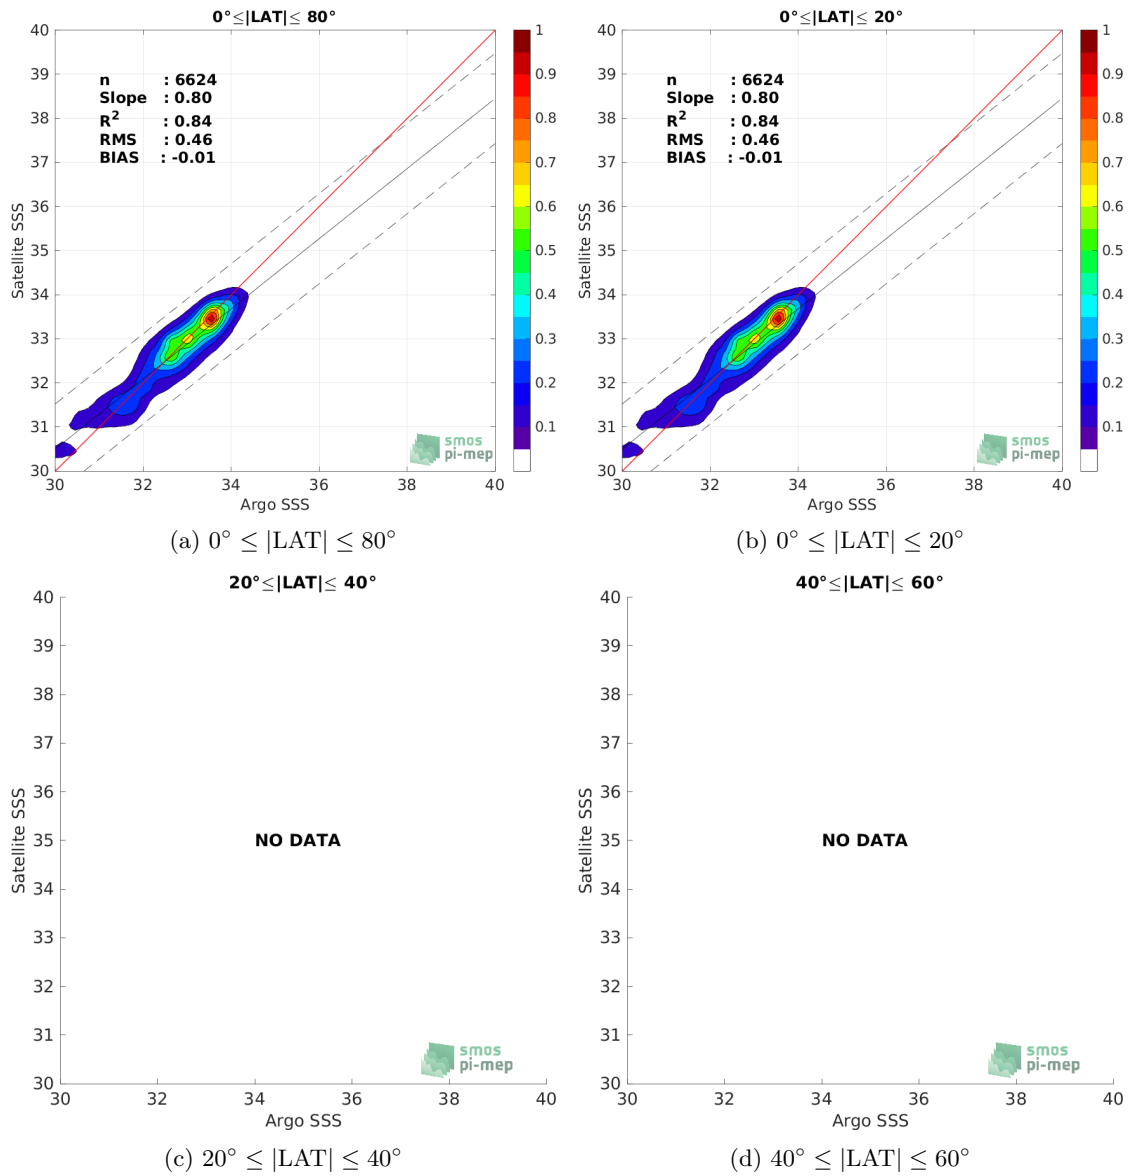 0°≤|LAT|≤ 80°
40
39
38
37
36
35
34
33
32
31
30
Satellite SSS
n : 6624
Slope : 0.80
R² : 0.84
RMS : 0.46
BIAS : -0.01
1
0.9
0.8
0.7
0.6
0.5
0.4
0.3
0.2
0.1
smos
pi-mep
30 32 34 36 38 40
Argo SSS
(a) 0° ≤ |LAT| ≤ 80°
0°≤|LAT|≤ 20°
40
39
38
37
36
35
34
33
32
31
30
Satellite SSS
n : 6624
Slope : 0.80
R² : 0.84
RMS : 0.46
BIAS : -0.01
1
0.9
0.8
0.7
0.6
0.5
0.4
0.3
0.2
0.1
smos
pi-mep
30 32 34 36 38 40
Argo SSS
(b) 0° ≤ |LAT| ≤ 20°
20°≤|LAT|≤ 40°
40
39
38
37
36
35
34
33
32
31
30
Satellite SSS
NO DATA
smos
pi-mep
30 32 34 36 38 40
Argo SSS
(c) 20° ≤ |LAT| ≤ 40°
40°≤|LAT|≤ 60°
40
39
38
37
36
35
34
33
32
31
30
Satellite SSS
NO DATA
smos
pi-mep
30 32 34 36 38 40
Argo SSS
(d) 40° ≤ |LAT| ≤ 60°